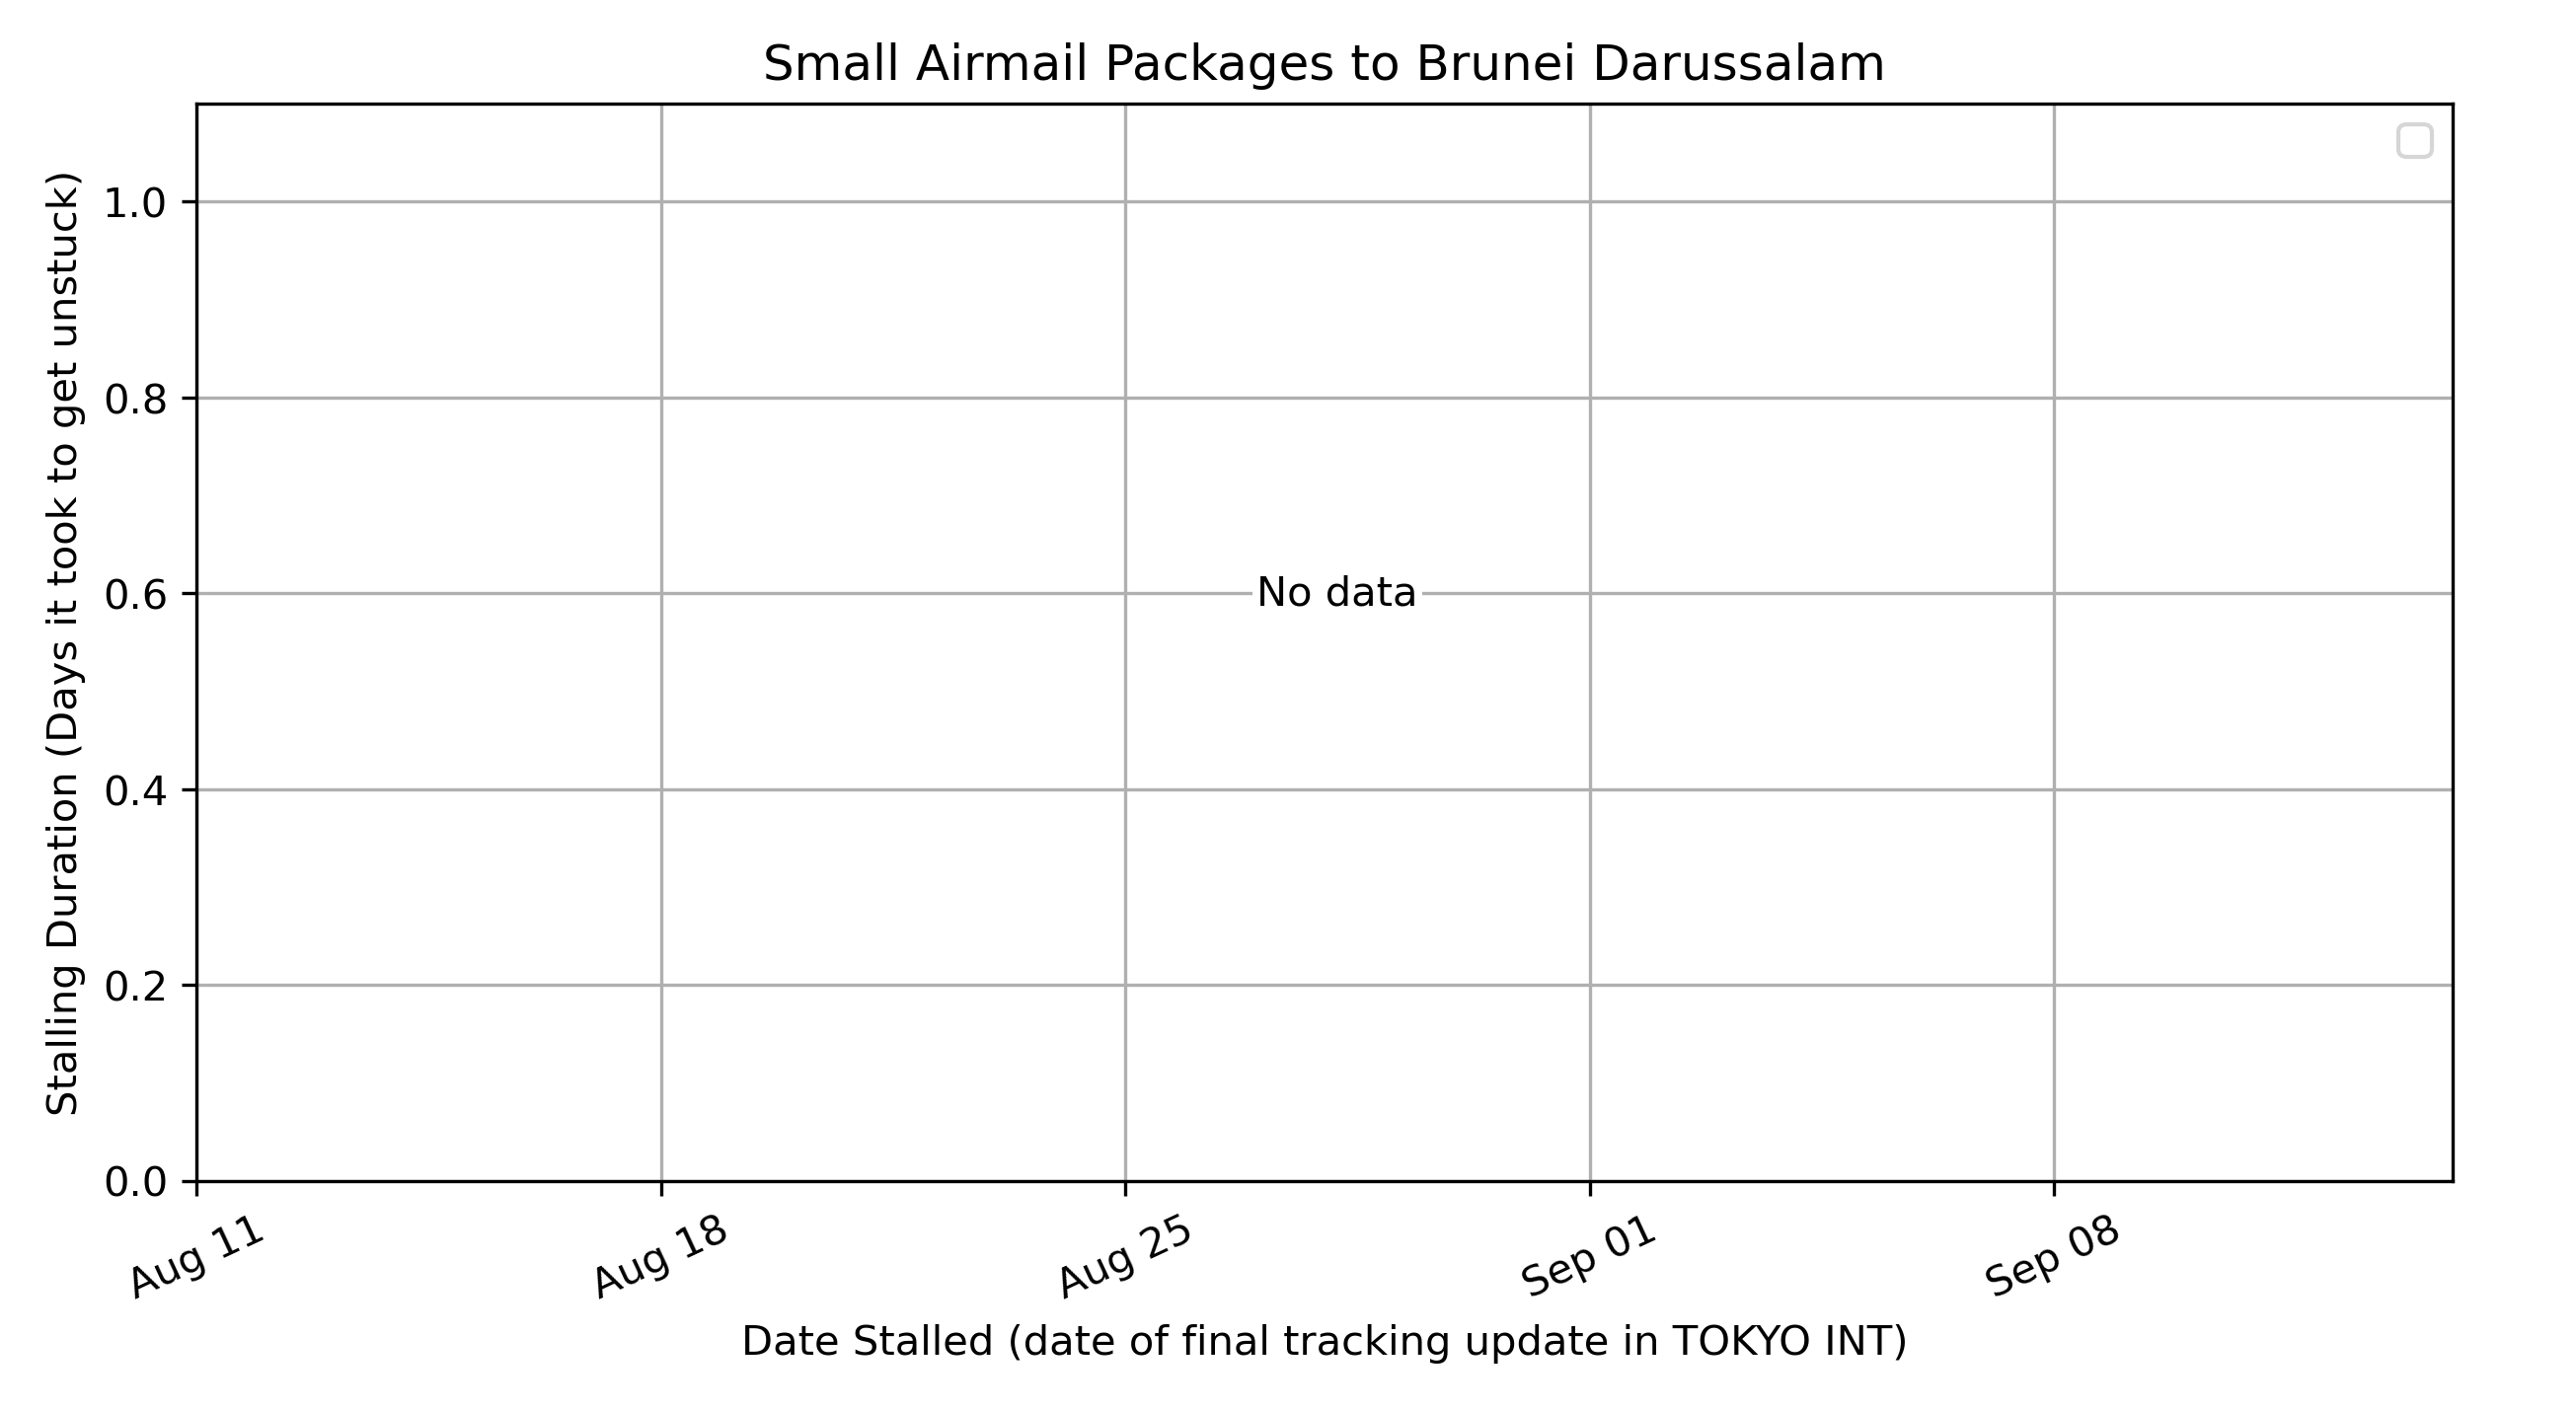 Small Airmail Packages to Brunei Darussalam
Stalling Duration (Days it took to get unstuck)
1.0
0.8
0.6
0.4
0.2
0.0
No data
Aug 11
Aug 18
Aug 25
Sep 01
Sep 08
Date Stalled (date of final tracking update in TOKYO INT)